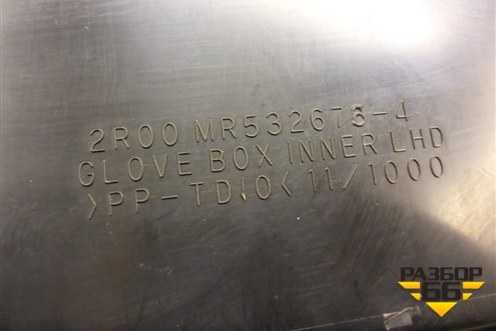 2R00 MR532673-4
GLOVE BOX INNER LHD
>PP-TD10< 11/1000
РАЗБОР
66